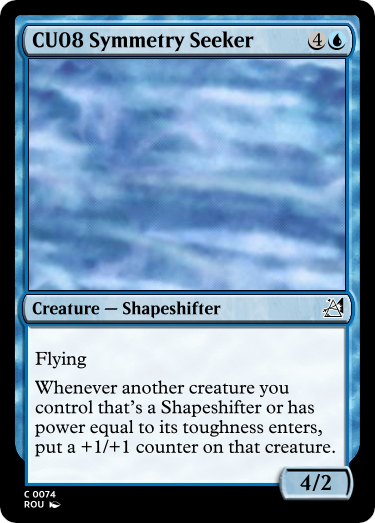 CU08 Symmetry Seeker 4
Creature — Shapeshifter
Flying
Whenever another creature you
control that's a Shapeshifter or has
power equal to its toughness enters,
put a +1/+1 counter on that creature.
4/2
C 0074
ROU